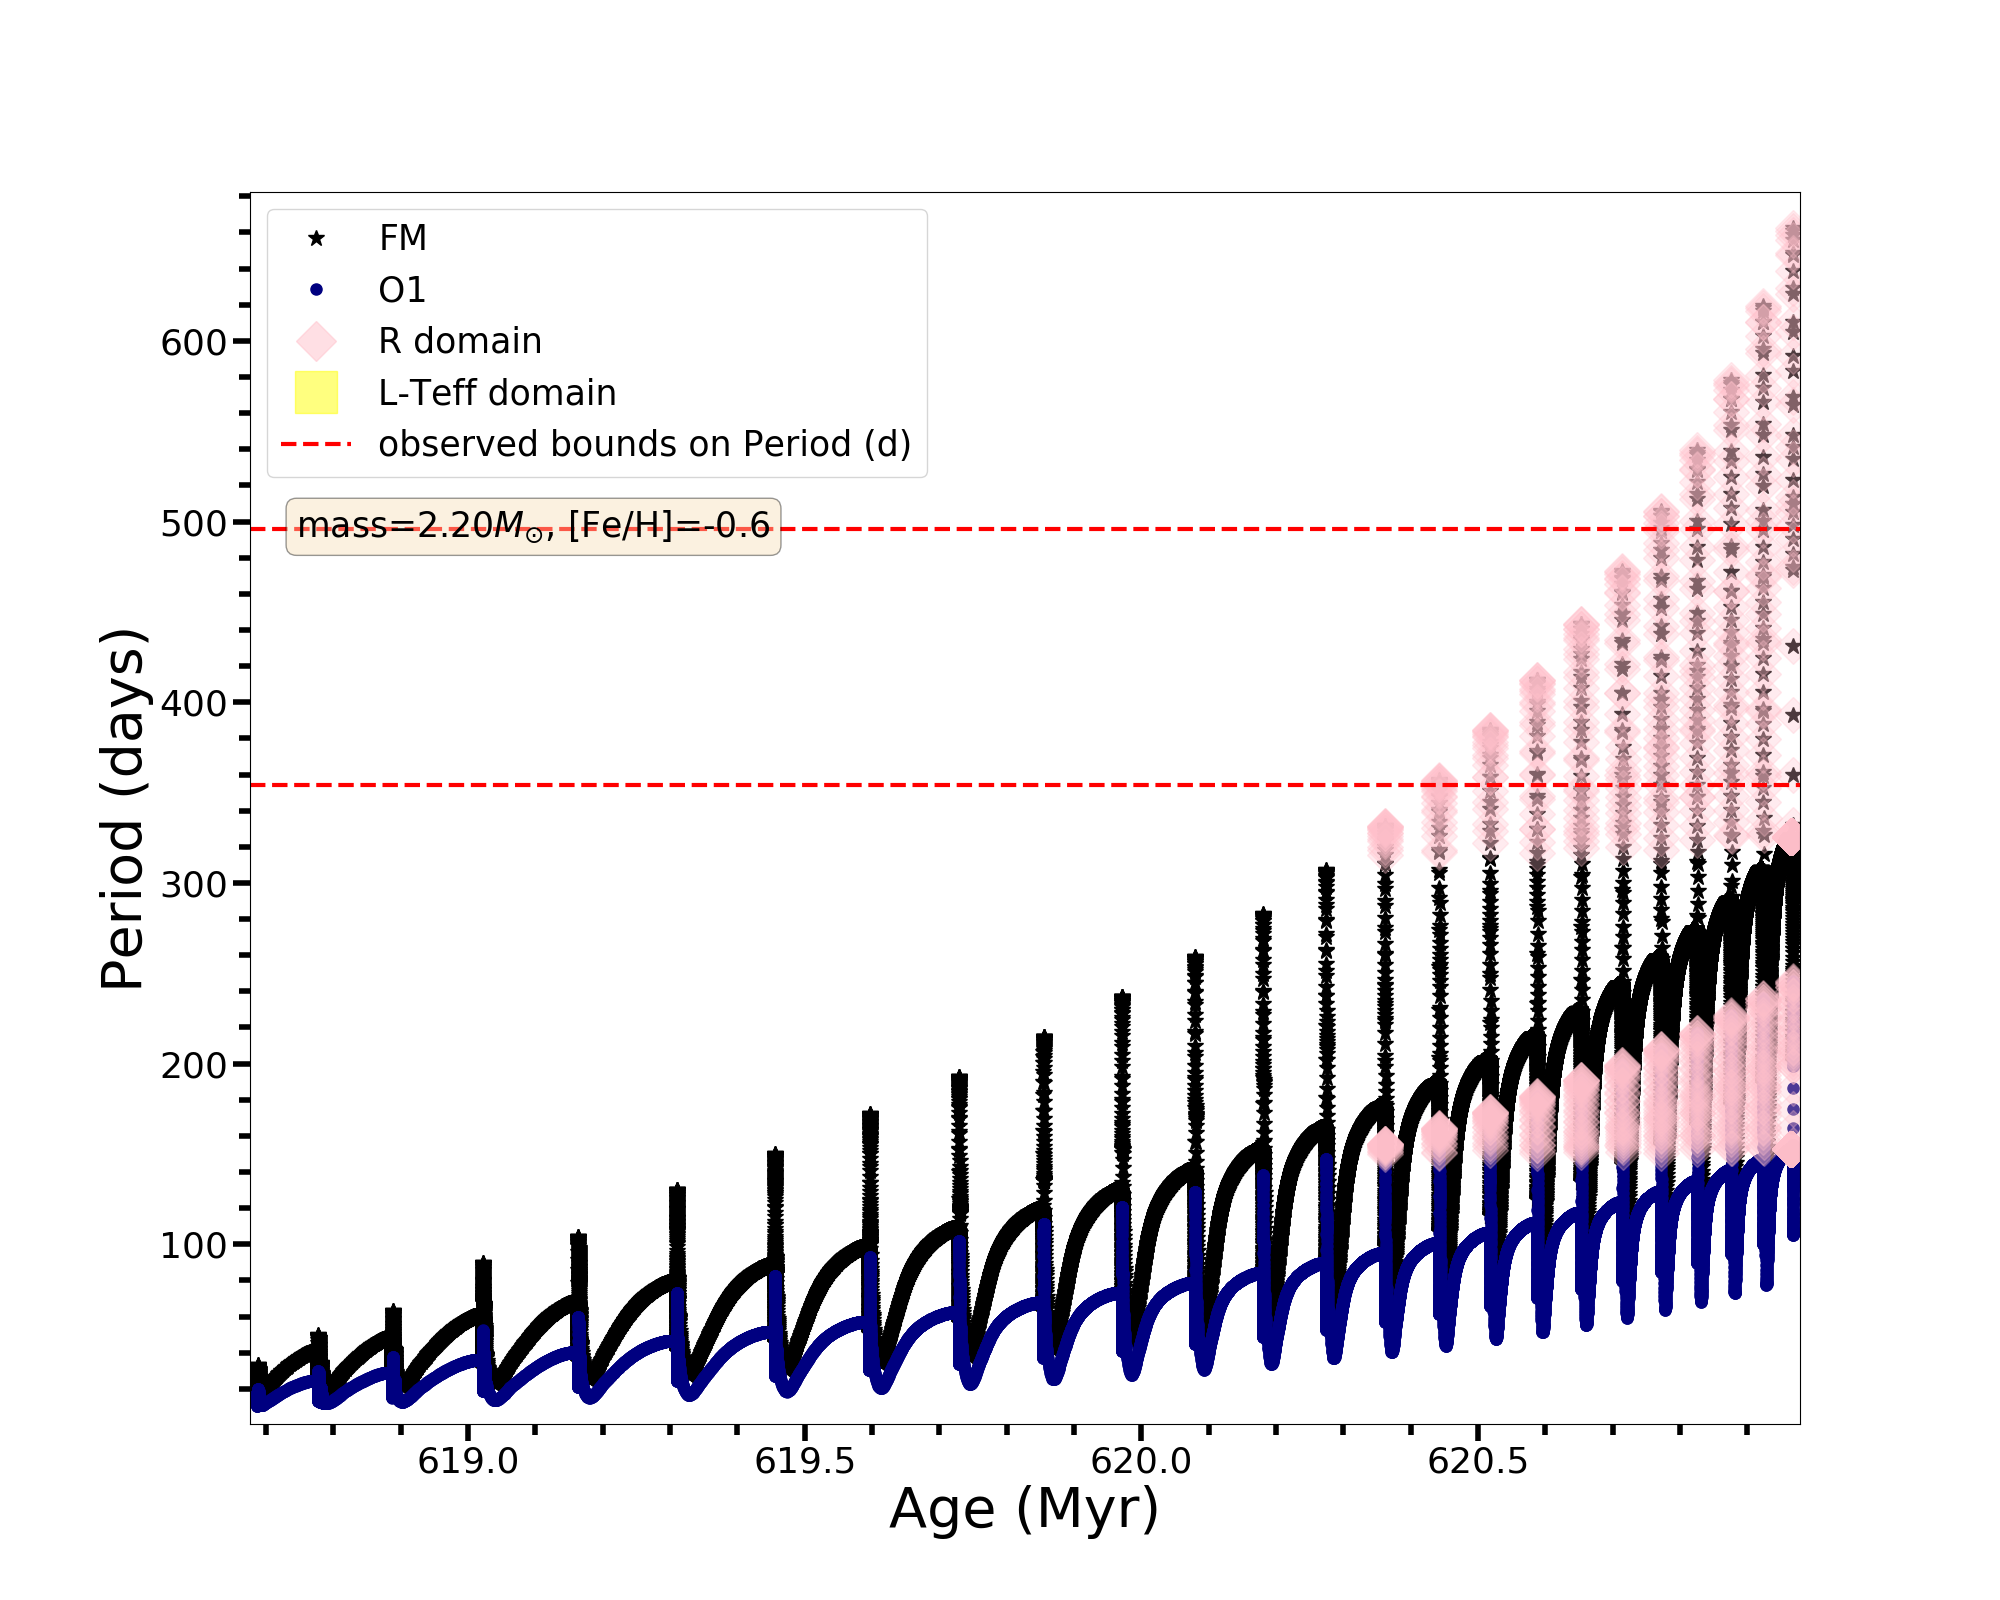 FM
O1
R domain
L-Teff domain
observed bounds on Period (d)
mass=2.20M⊙, [Fe/H]=-0.6
600
500
400
300
200
100
Period (days)
619.0 619.5 620.0 620.5
Age (Myr)